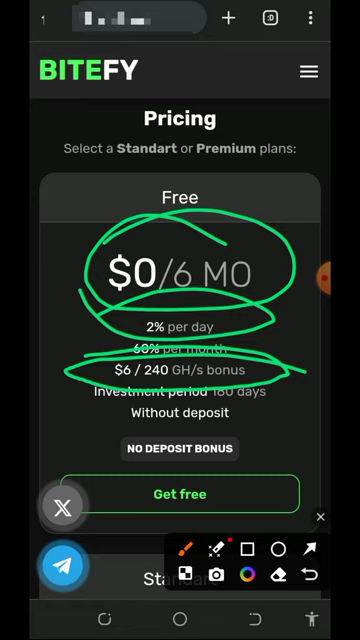 BITEFY
Pricing
Select a Standart or Premium plans:
Free
$0/6 MO
2% per day
60% per month
$6 / 240 GH/s bonus
Investment period 180 days
Without deposit
NO DEPOSIT BONUS
Get free
Standart